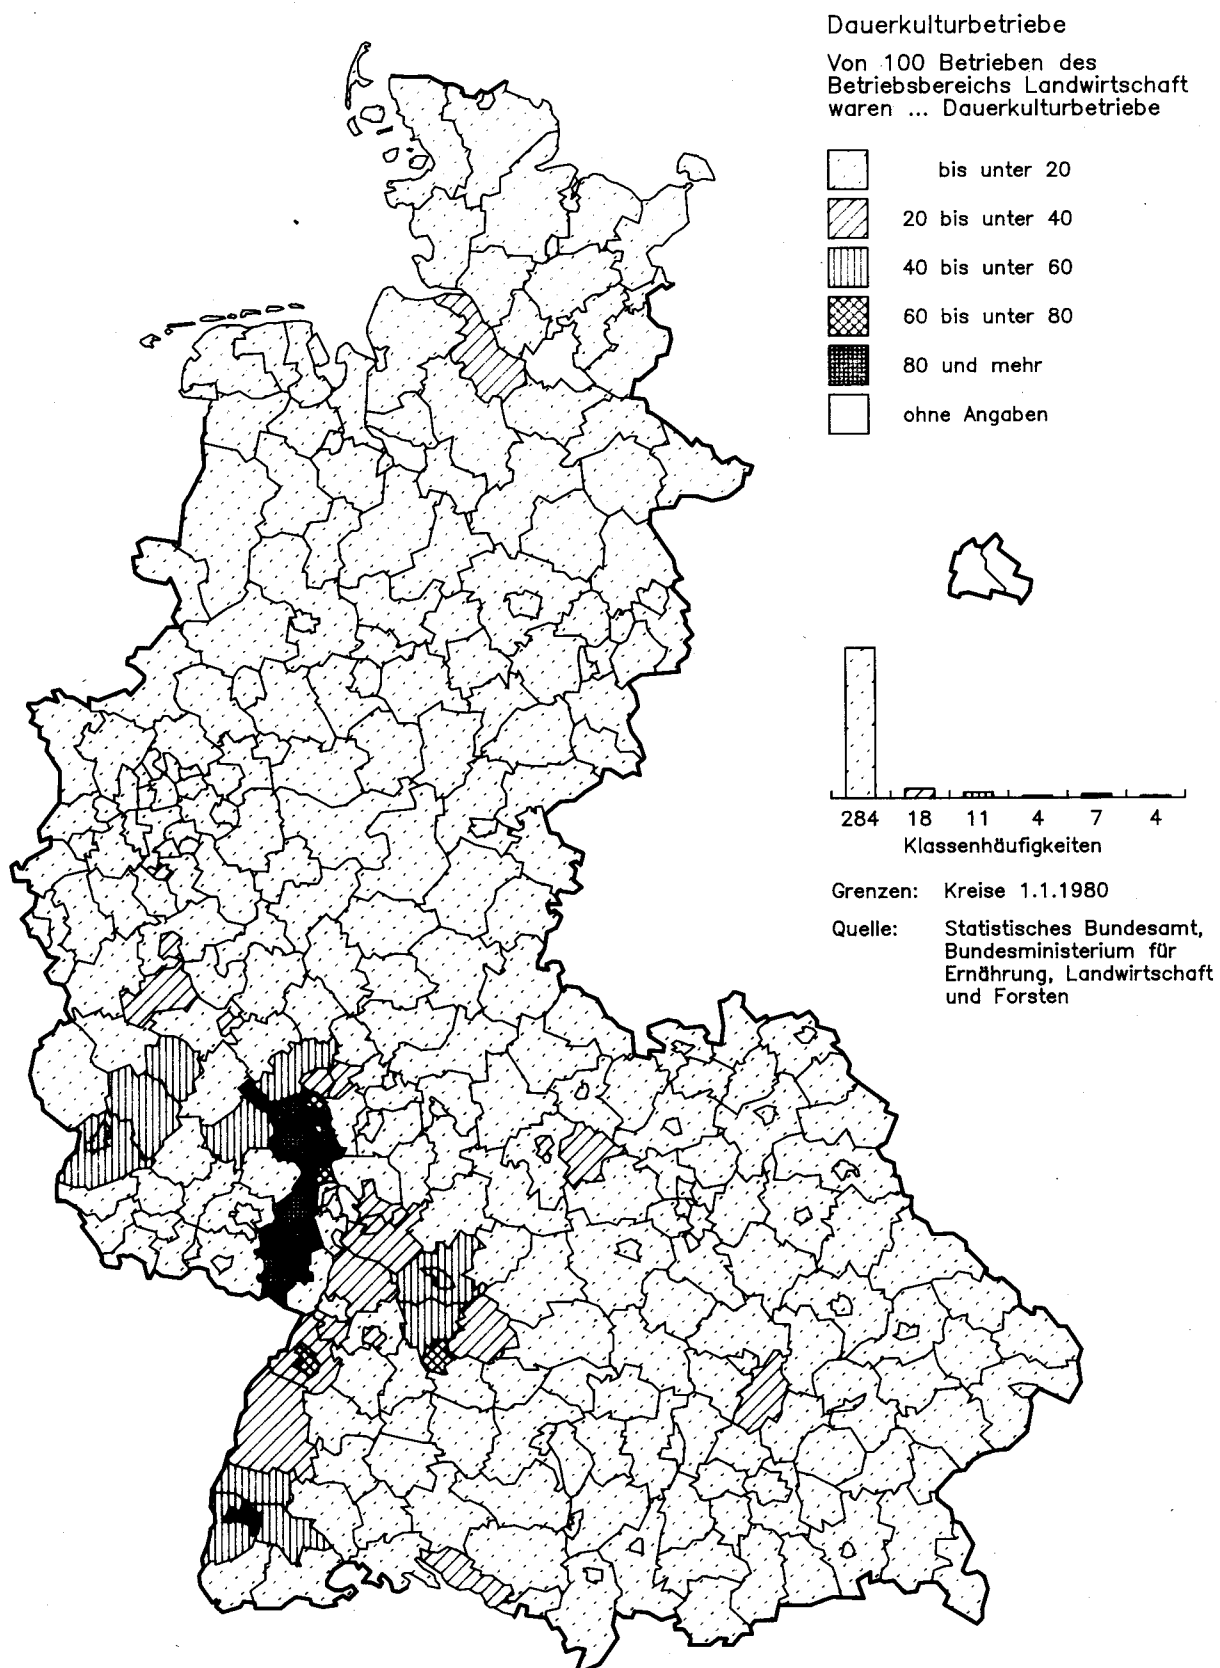 Dauerkulturbetriebe
Von 100 Betrieben des
Betriebsbereichs Landwirtschaft
waren ... Dauerkulturbetriebe
bis unter 20
20 bis unter 40
40 bis unter 60
60 bis unter 80
80 und mehr
ohne Angaben
284 18 11 4 7 4
Klassenhäufigkeiten
Grenzen: Kreise 1.1.1980
Quelle: Statistisches Bundesamt,
Bundesministerium für
Ernährung, Landwirtschaft
und Forsten